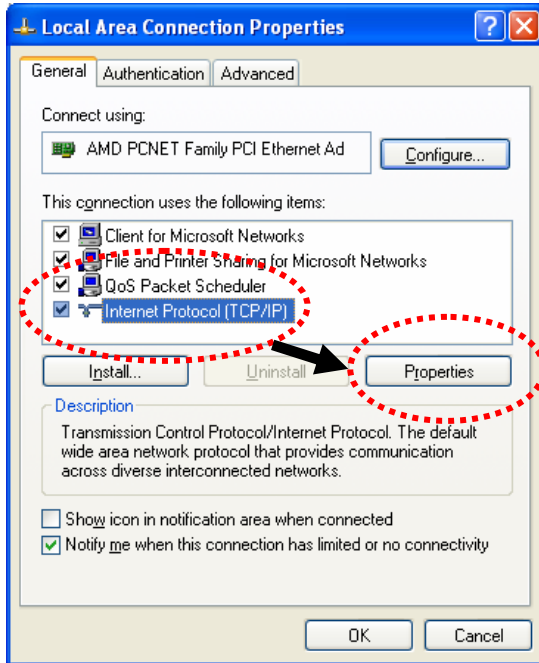 Local Area Connection Properties
General Authentication Advanced
Connect using:
AMD PCNET Family PCI Ethernet Ad
Configure...
This connection uses the following items:
Client for Microsoft Networks
File and Printer Sharing for Microsoft Networks
QoS Packet Scheduler
Internet Protocol (TCP/IP)
Install... Uninstall Properties
Description
Transmission Control Protocol/Internet Protocol. The default
wide area network protocol that provides communication
across diverse interconnected networks.
Show icon in notification area when connected
Notify me when this connection has limited or no connectivity
OK Cancel